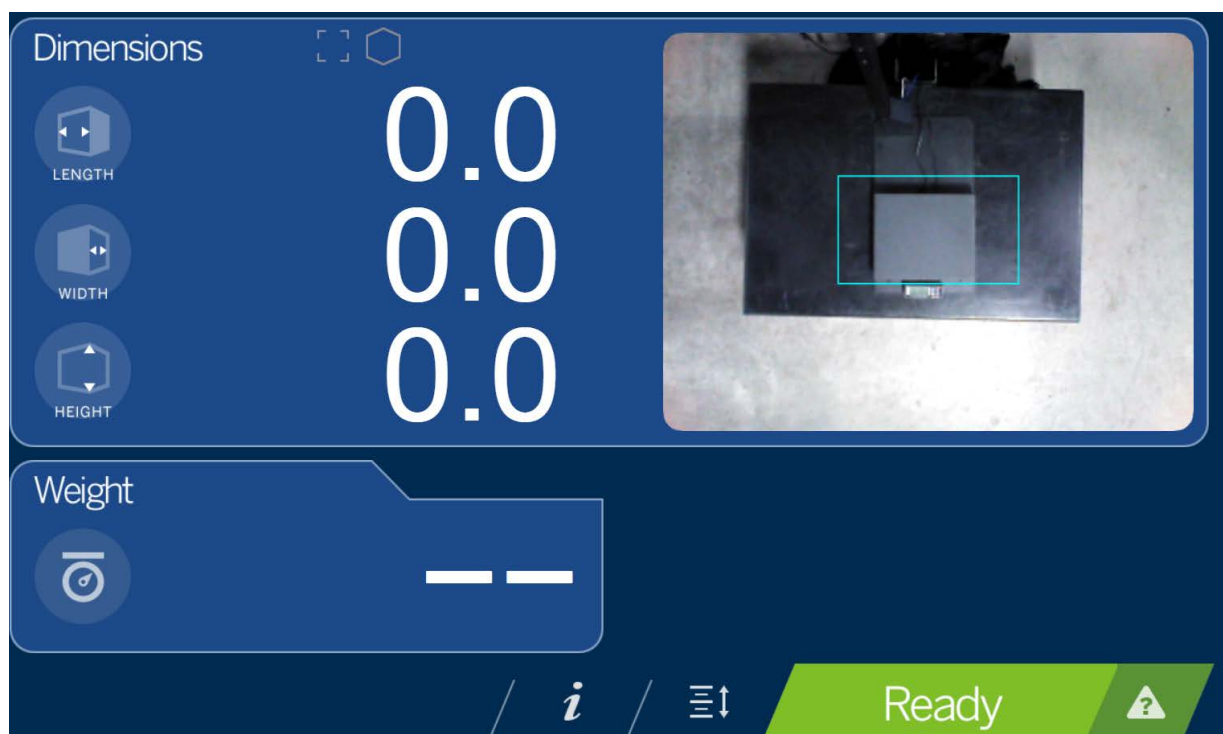 Dimensions
LENGTH
0.0
WIDTH
0.0
HEIGHT
0.0
Weight
– –
i
Ready
?